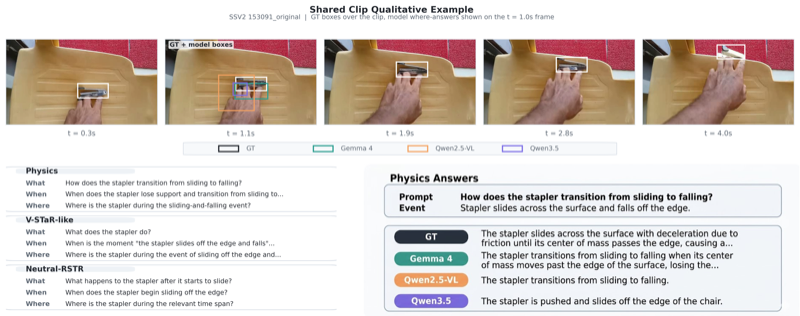 Shared Clip Qualitative Example
SSV2 153091_original | GT boxes over the clip, model where-answers shown on the t = 1.0s frame
GT + model boxes
t = 0.3s
t = 1.1s
t = 1.9s
t = 2.8s
t = 4.0s
GT
Gemma 4
Qwen2.5-VL
Qwen3.5
Physics
What How does the stapler transition from sliding to falling?
When When does the stapler lose support and transition from sliding to...
Where Where is the stapler during the sliding-and-falling event?
V-STaR-like
What What does the stapler do?
When When is the moment "the stapler slides off the edge and falls"...
Where Where is the stapler during the event of sliding off the edge and...
Neutral-RSTR
What What happens to the stapler after it starts to slide?
When When does the stapler begin sliding off the edge?
Where Where is the stapler during the relevant time span?
Physics Answers
Prompt How does the stapler transition from sliding to falling?
Event Stapler slides across the surface and falls off the edge.
GT The stapler slides across the surface with deceleration due to
friction until its center of mass passes the edge, causing a...
Gemma 4 The stapler transitions from sliding to falling when its center
of mass moves past the edge of the surface, losing the...
Qwen2.5-VL The stapler transitions from sliding to falling.
Qwen3.5 The stapler is pushed and slides off the edge of the chair.